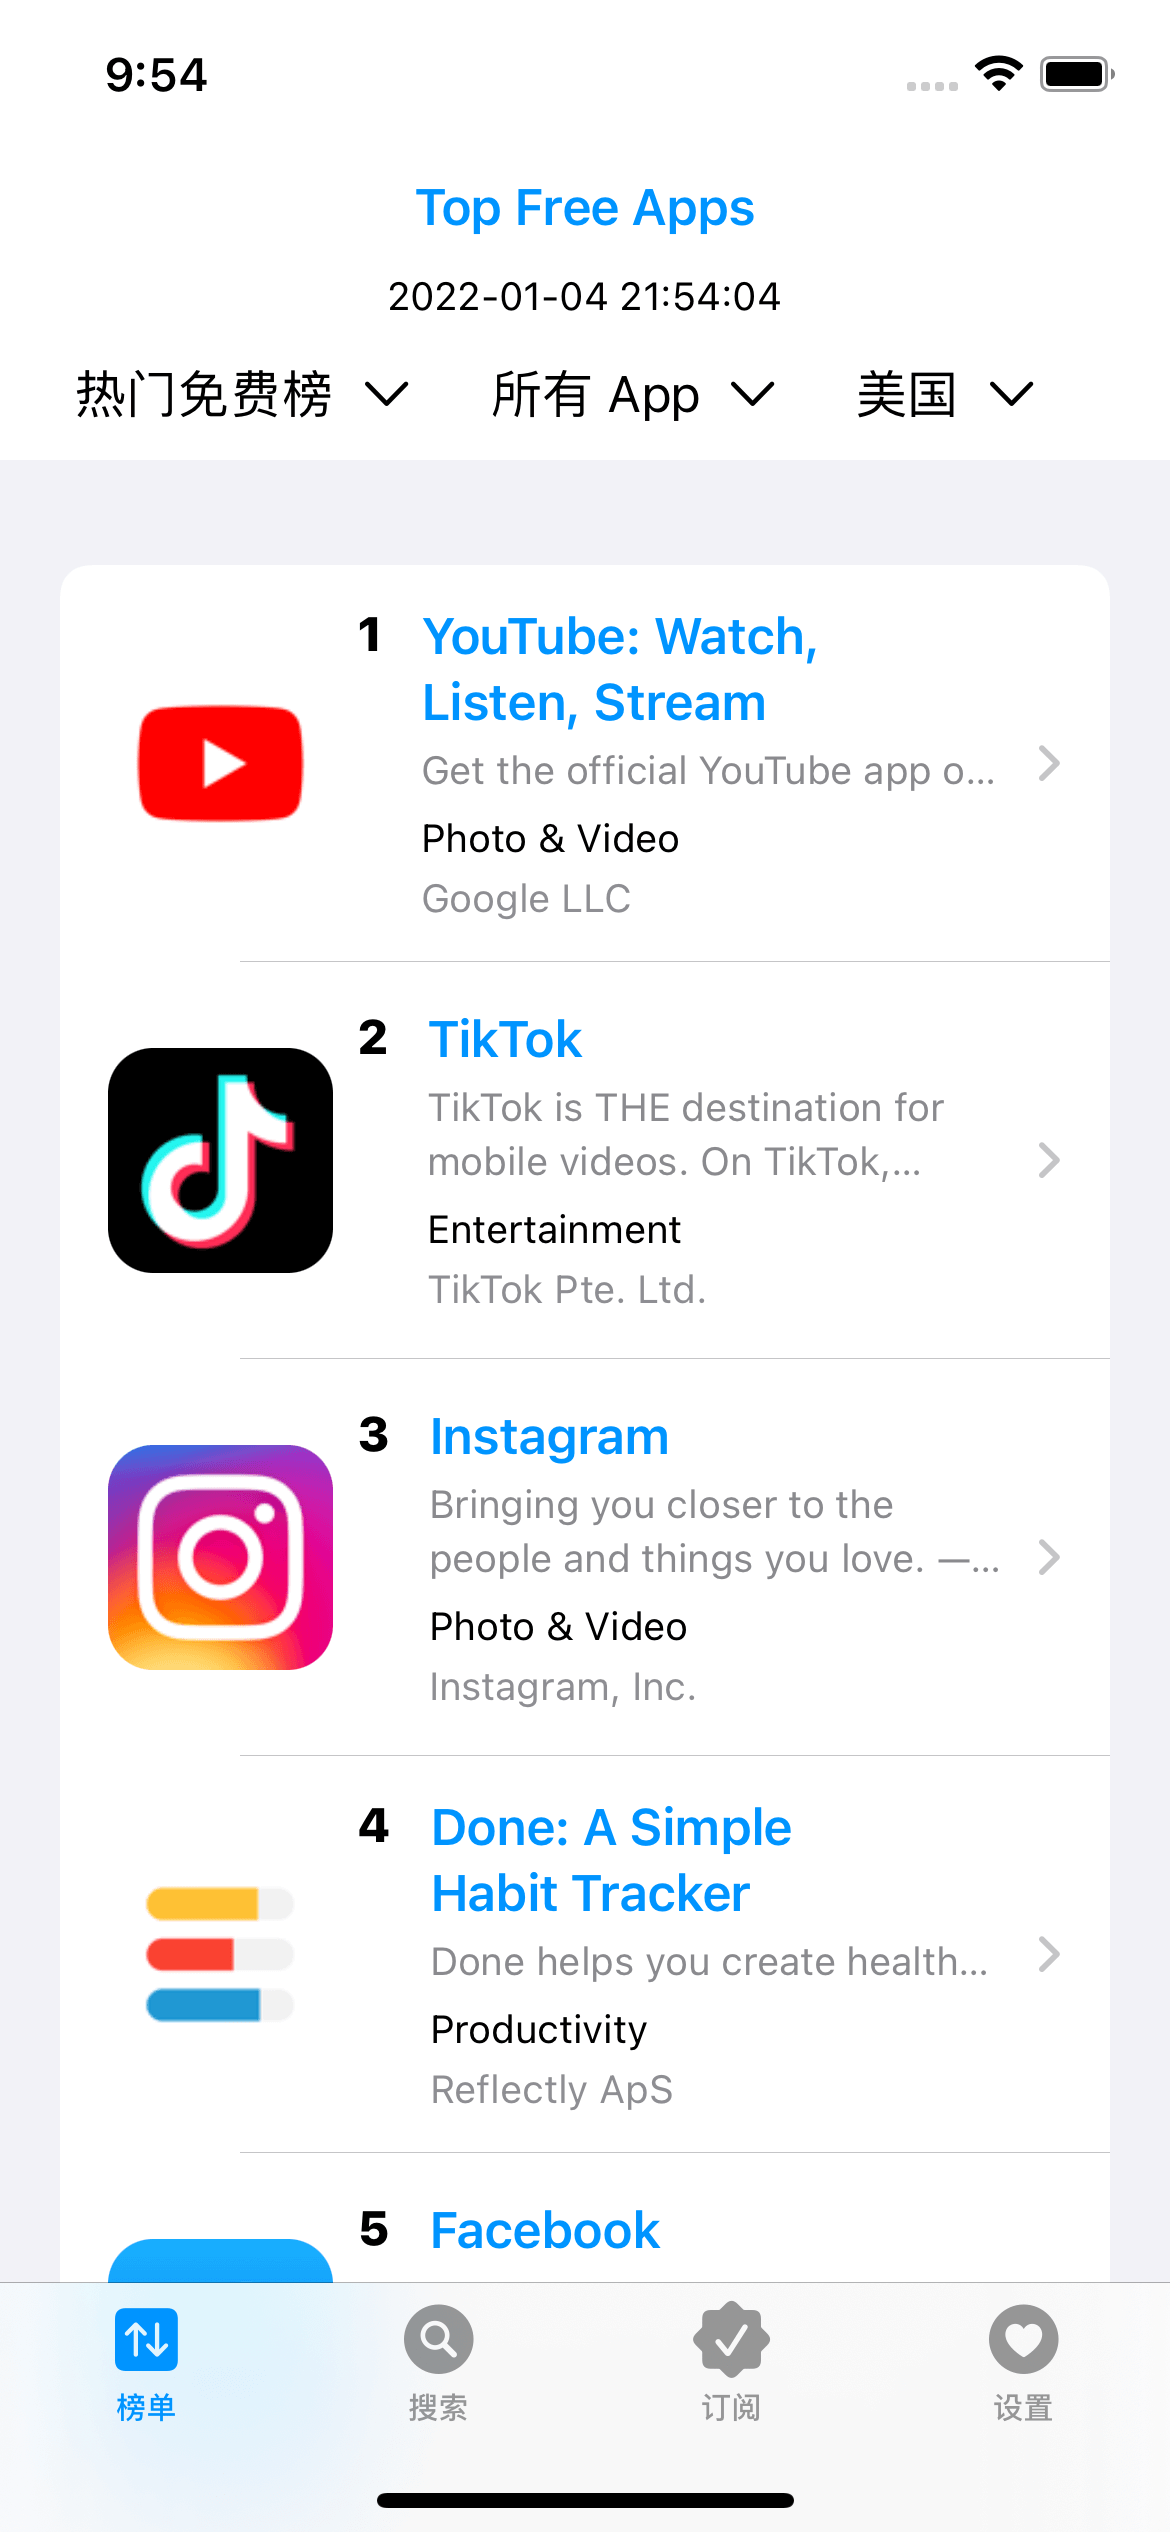 9:54
Top Free Apps
2022-01-04 21:54:04
热门免费榜 所有 App 美国
1 YouTube: Watch,
Listen, Stream
Get the official YouTube app o...
Photo & Video
Google LLC
2 TikTok
TikTok is THE destination for
mobile videos. On TikTok,...
Entertainment
TikTok Pte. Ltd.
3 Instagram
Bringing you closer to the
people and things you love. —...
Photo & Video
Instagram, Inc.
4 Done: A Simple
Habit Tracker
Done helps you create health...
Productivity
Reflectly ApS
5 Facebook
榜单 搜索 订阅 设置